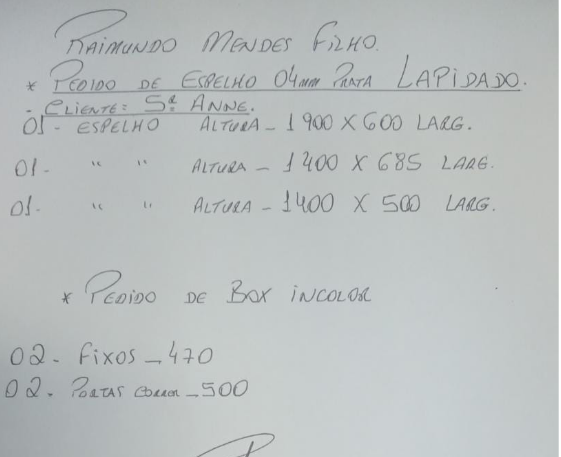 RAIMUNDO MENDES FILHO.
* PEDIDO DE ESPELHO 04mm PRATA LAPIDADO.
- CLIENTE: Sª ANNE.
01- ESPELHO ALTURA - 1900 X 600 LARG.
01- " " ALTURA - 1400 X 685 LARG.
01- " " ALTURA - 1400 X 500 LARG.
* PEDIDO DE BOX INCOLOR
02- FIXOS - 470
02. PORTAS CORRER - 500